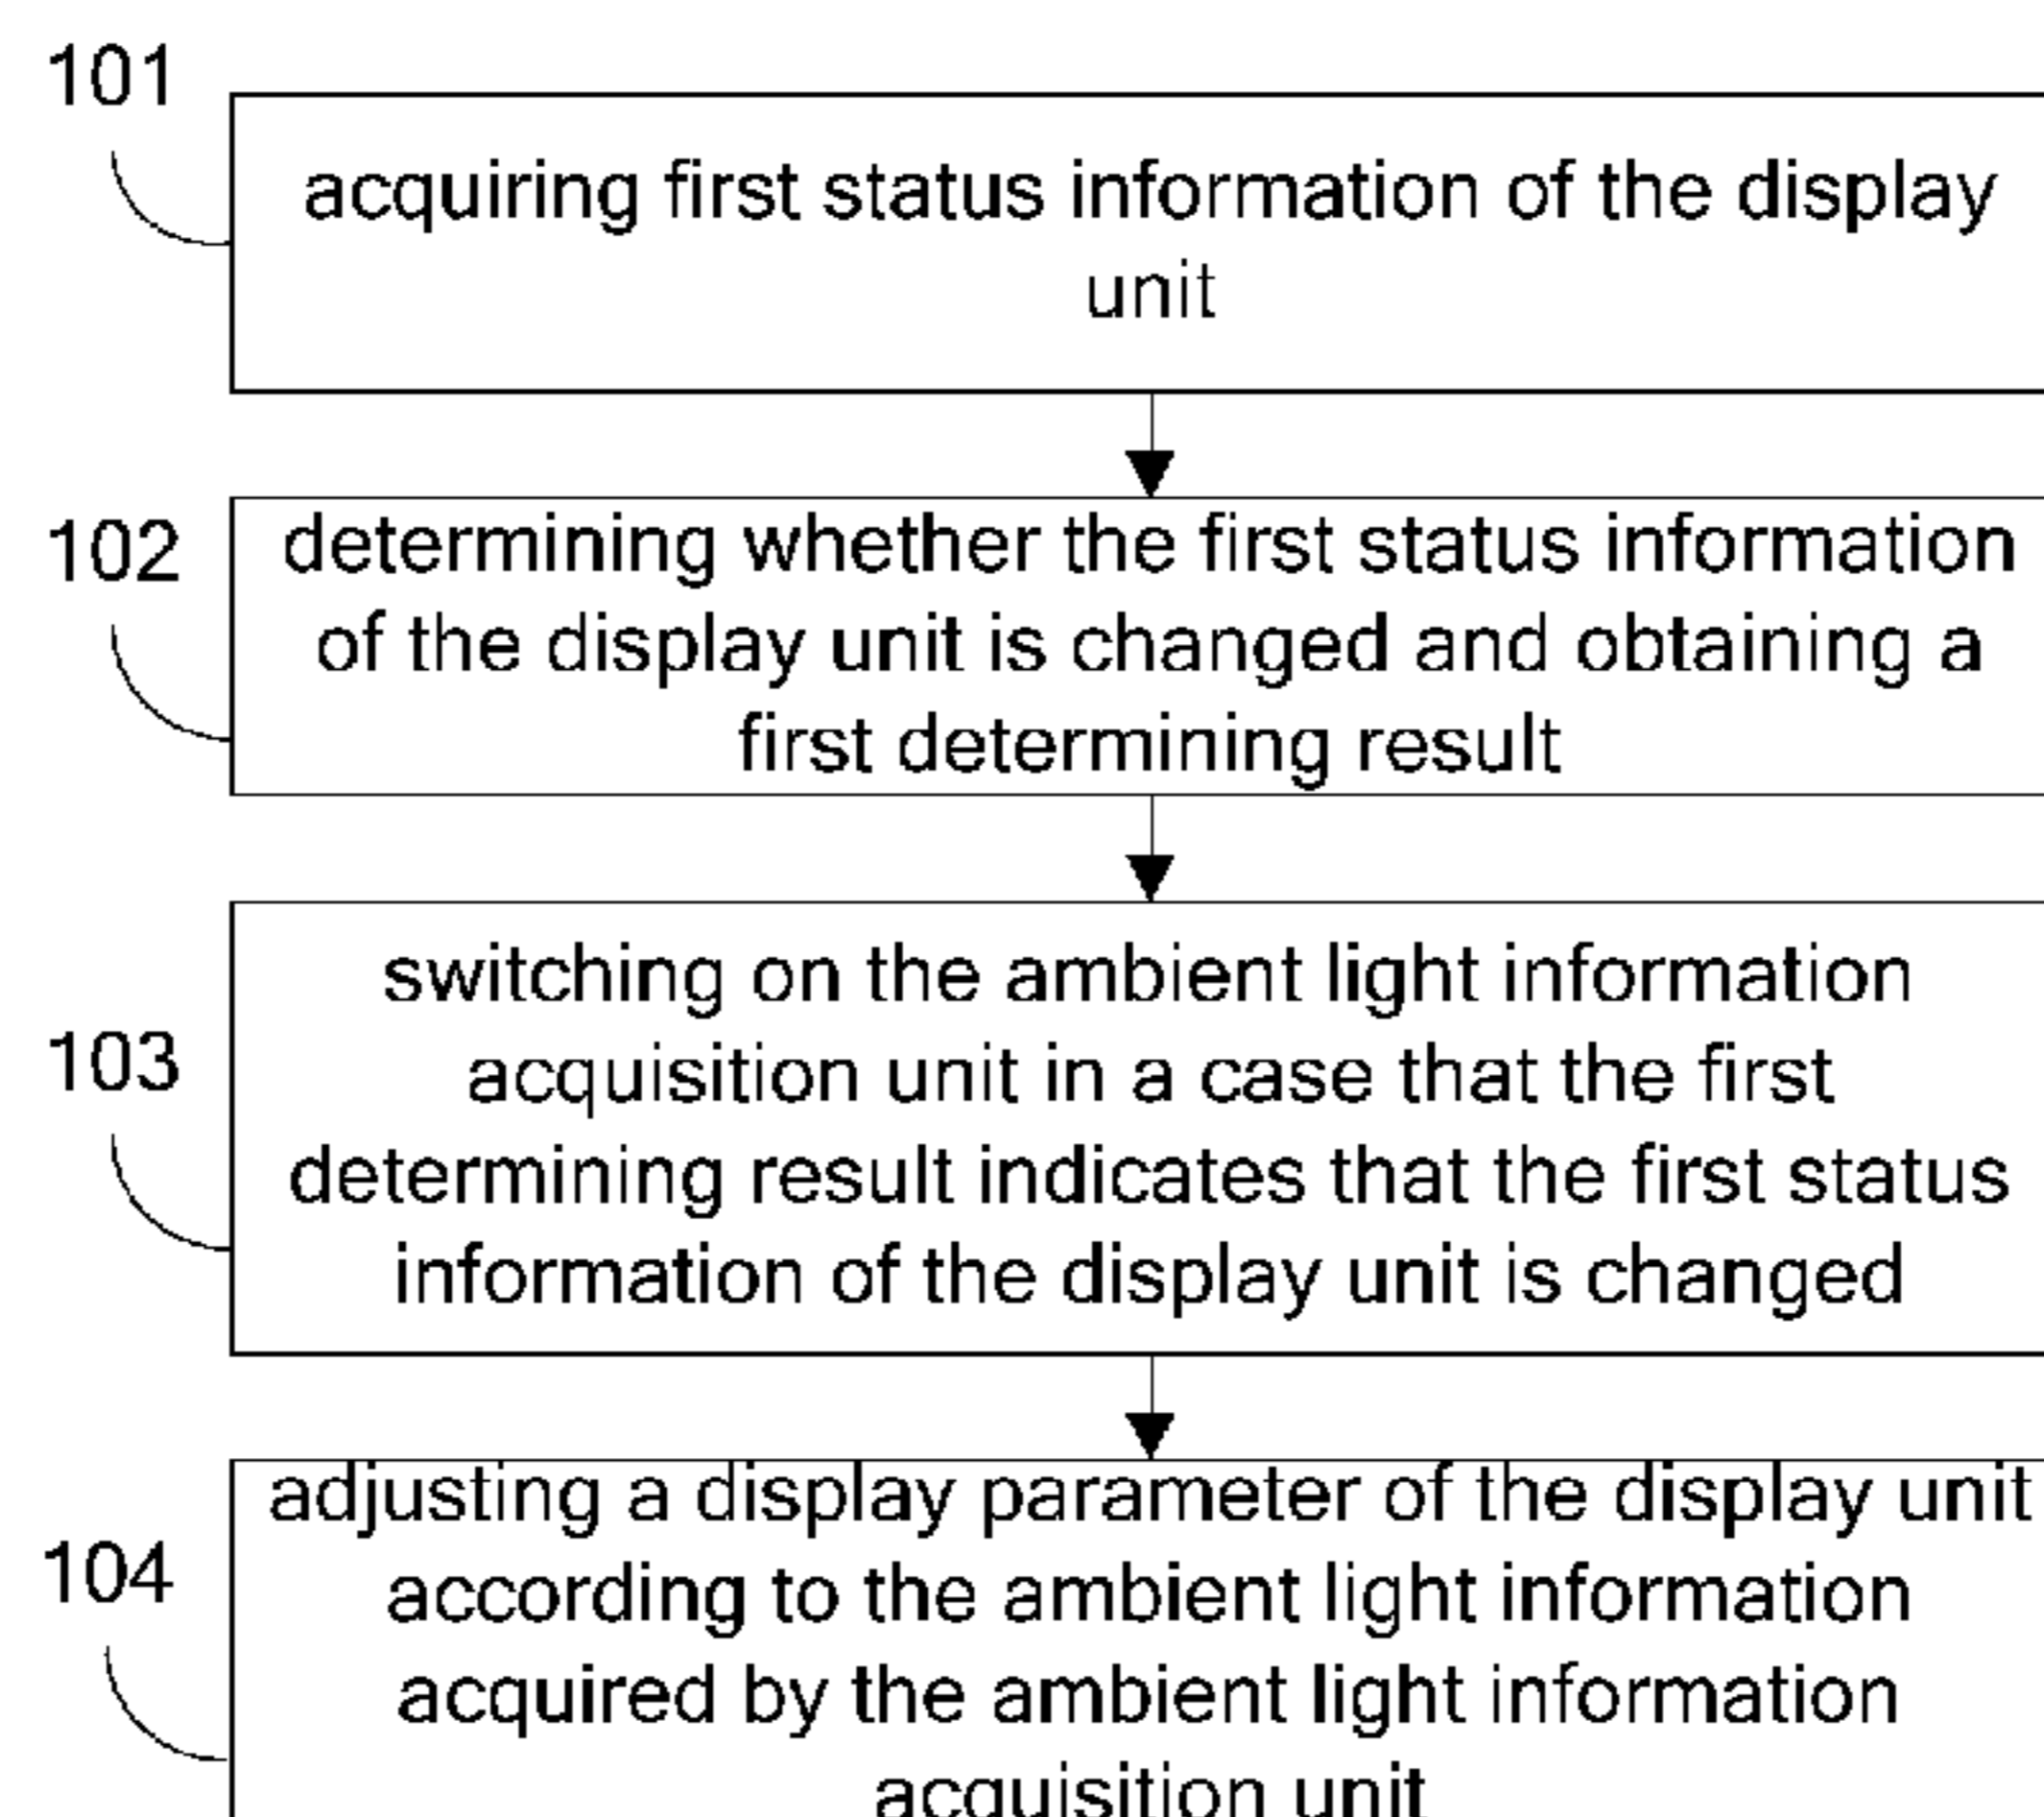 101
acquiring first status information of the display
unit
102
determining whether the first status information
of the display unit is changed and obtaining a
first determining result
103
switching on the ambient light information
acquisition unit in a case that the first
determining result indicates that the first status
information of the display unit is changed
104
adjusting a display parameter of the display unit
according to the ambient light information
acquired by the ambient light information
acquisition unit